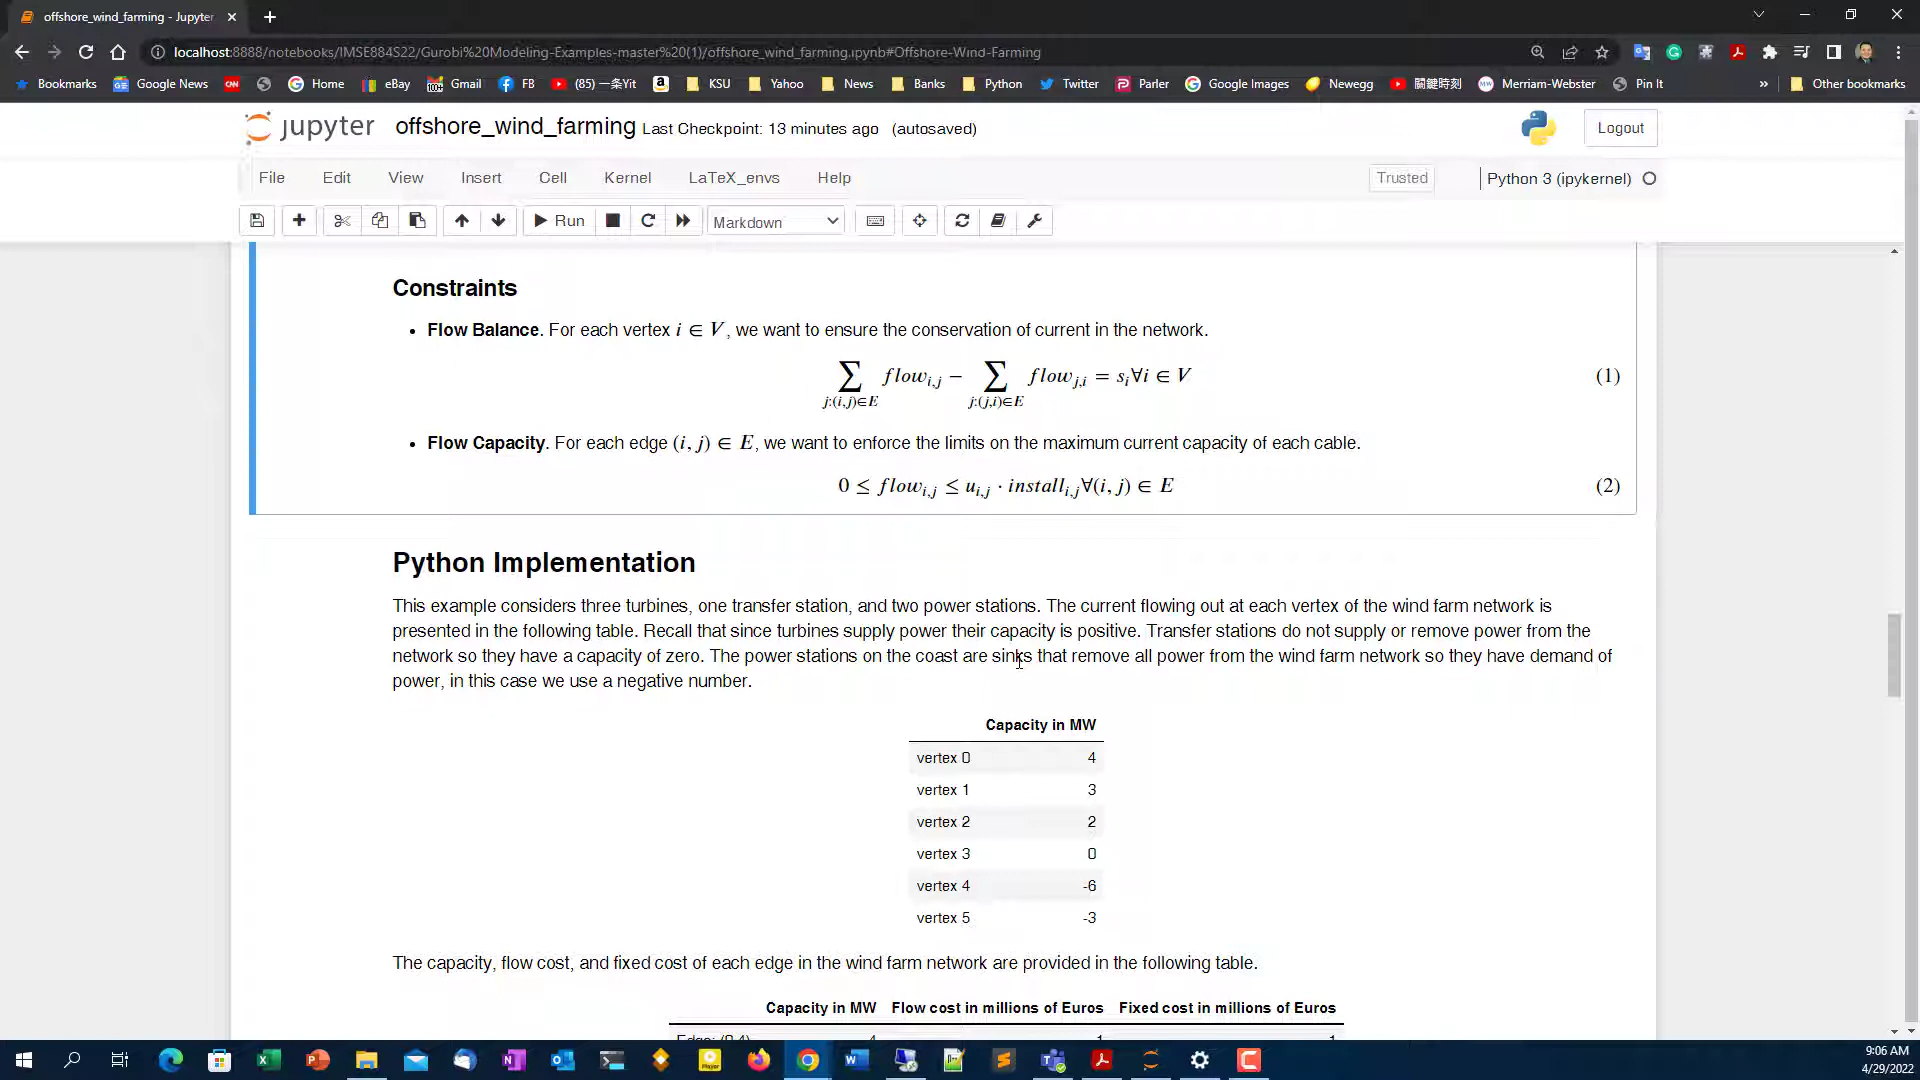 offshore_wind_farming - Jupyter
localhost:8888/notebooks/IMSE884S22/Gurobi%20Modeling-Examples-master%20(1)/offshore_wind_farming.ipynb#Offshore-Wind-Farming
Bookmarks Google News CNN Home eBay Gmail FB (85) 一条Yit KSU Yahoo News Banks Python Twitter Parler Google Images Newegg 關鍵時刻 Merriam-Webster Pin It » Other bookmarks
jupyter offshore_wind_farming Last Checkpoint: 13 minutes ago (autosaved) Logout
File Edit View Insert Cell Kernel LaTeX_envs Help Trusted Python 3 (ipykernel)
Run Markdown
Constraints
• Flow Balance. For each vertex i ∈ V, we want to ensure the conservation of current in the network.
∑_{j:(i,j)∈E} flow_{i,j} − ∑_{j:(j,i)∈E} flow_{j,i} = s_i ∀i ∈ V (1)
• Flow Capacity. For each edge (i, j) ∈ E, we want to enforce the limits on the maximum current capacity of each cable.
0 ≤ flow_{i,j} ≤ u_{i,j} · install_{i,j} ∀(i, j) ∈ E (2)
Python Implementation
This example considers three turbines, one transfer station, and two power stations. The current flowing out at each vertex of the wind farm network is
presented in the following table. Recall that since turbines supply power their capacity is positive. Transfer stations do not supply or remove power from the
network so they have a capacity of zero. The power stations on the coast are sinks that remove all power from the wind farm network so they have demand of
power, in this case we use a negative number.
Capacity in MW
vertex 0 4
vertex 1 3
vertex 2 2
vertex 3 0
vertex 4 -6
vertex 5 -3
The capacity, flow cost, and fixed cost of each edge in the wind farm network are provided in the following table.
Capacity in MW Flow cost in millions of Euros Fixed cost in millions of Euros
9:06 AM
4/29/2022